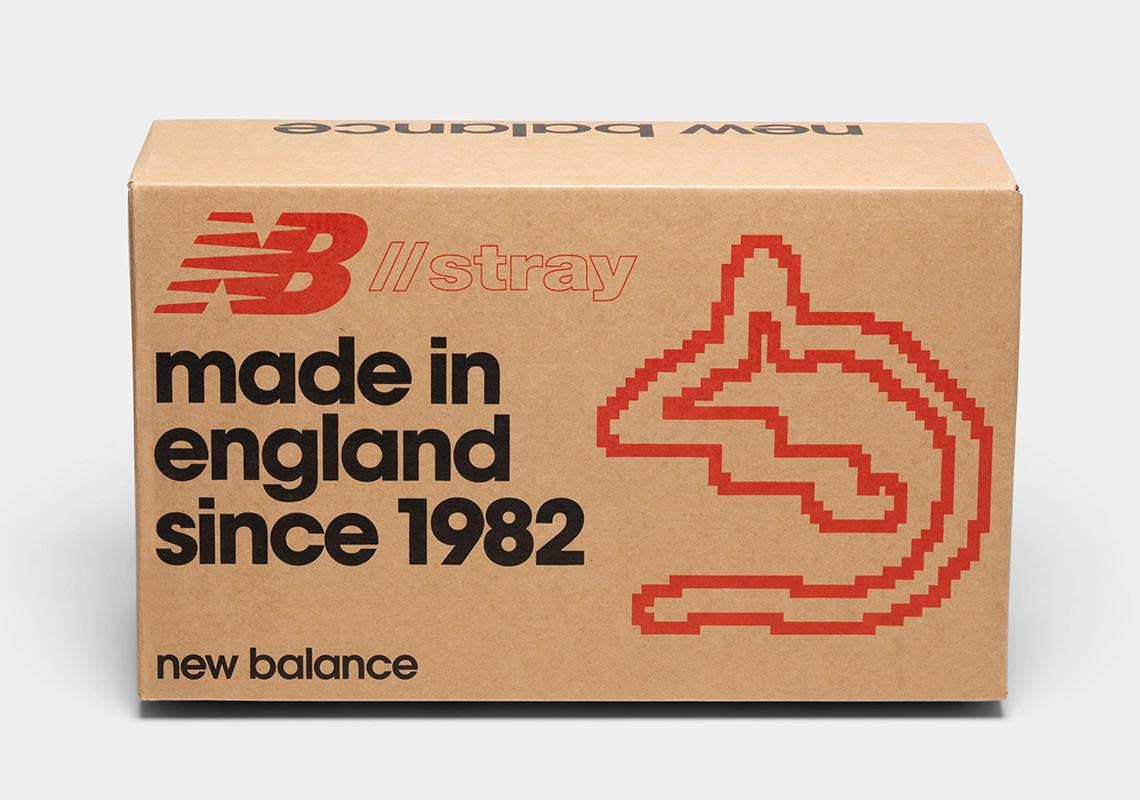 new balance
NB //stray
made in
england
since 1982
new balance